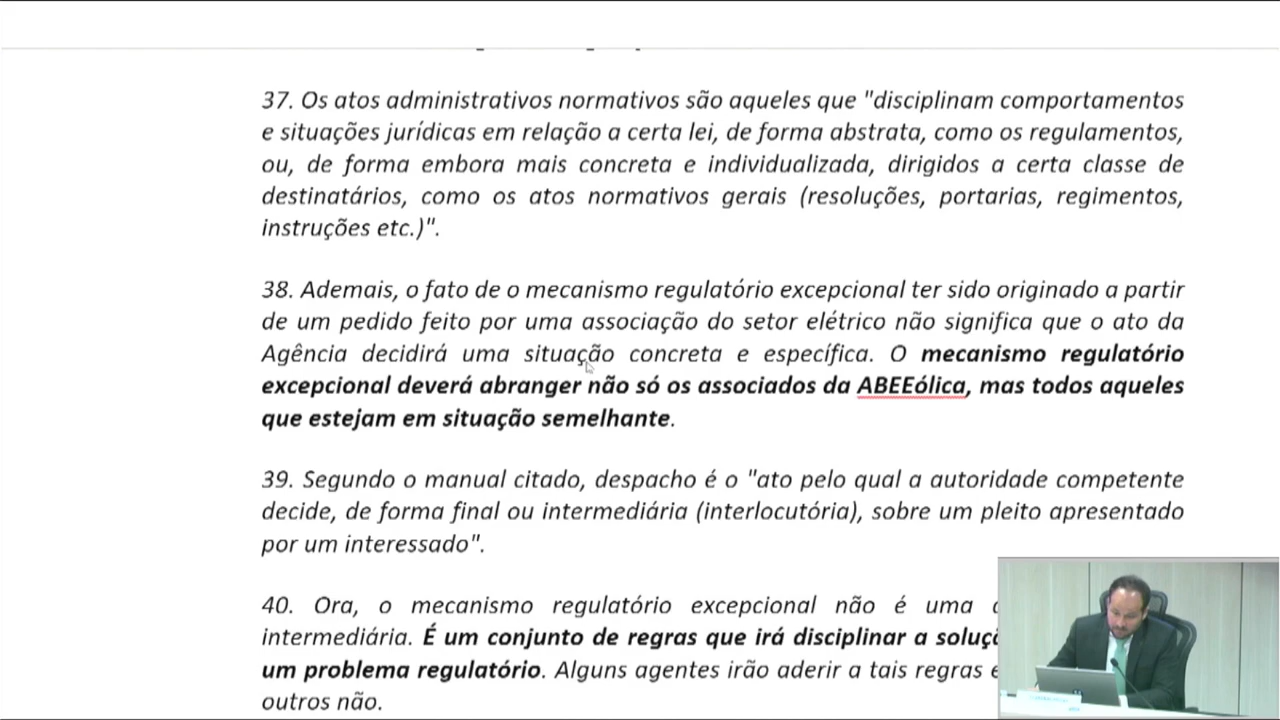 37. Os atos administrativos normativos são aqueles que "disciplinam comportamentos
e situações jurídicas em relação a certa lei, de forma abstrata, como os regulamentos,
ou, de forma embora mais concreta e individualizada, dirigidos a certa classe de
destinatários, como os atos normativos gerais (resoluções, portarias, regimentos,
instruções etc.)".
38. Ademais, o fato de o mecanismo regulatório excepcional ter sido originado a partir
de um pedido feito por uma associação do setor elétrico não significa que o ato da
Agência decidirá uma situação concreta e específica. O mecanismo regulatório
excepcional deverá abranger não só os associados da ABEEólica, mas todos aqueles
que estejam em situação semelhante.
39. Segundo o manual citado, despacho é o "ato pelo qual a autoridade competente
decide, de forma final ou intermediária (interlocutória), sobre um pleito apresentado
por um interessado".
40. Ora, o mecanismo regulatório excepcional não é uma
intermediária. É um conjunto de regras que irá disciplinar a
um problema regulatório. Alguns agentes irão aderir a tais regras e
outros não.